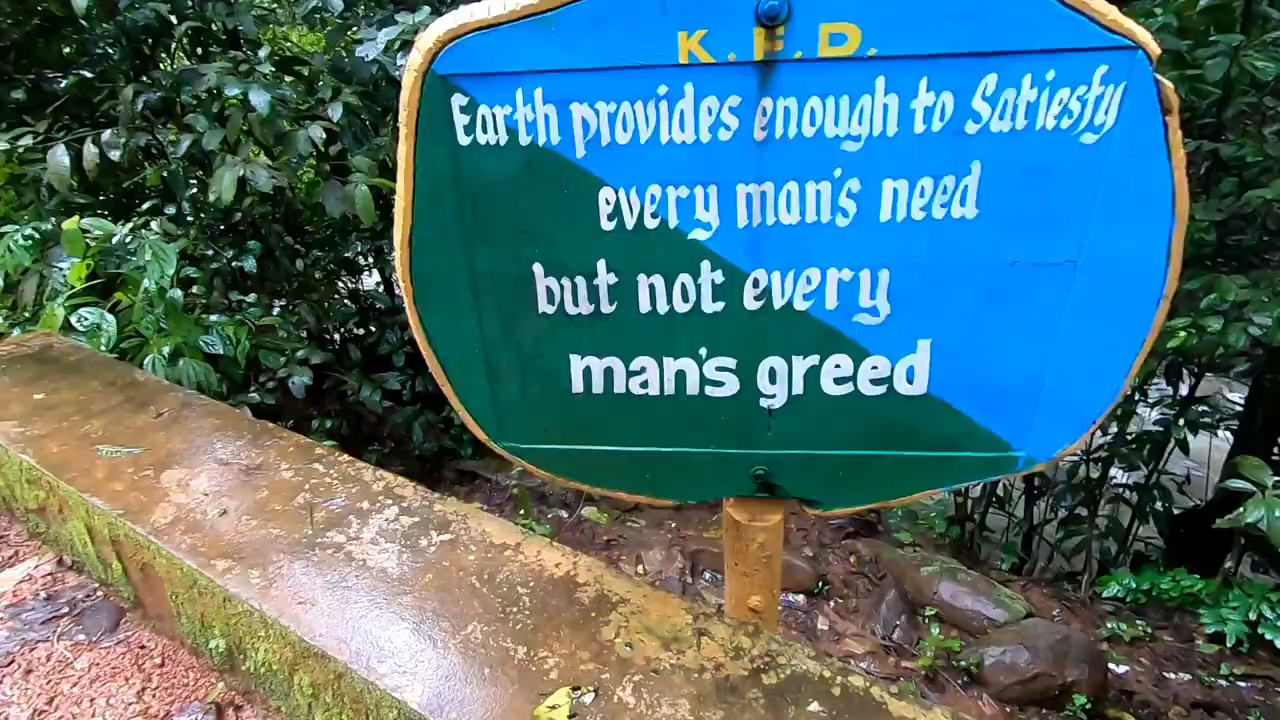 K.F.D.
Earth provides enough to Satiesfy
every man's need
but not every
man's greed